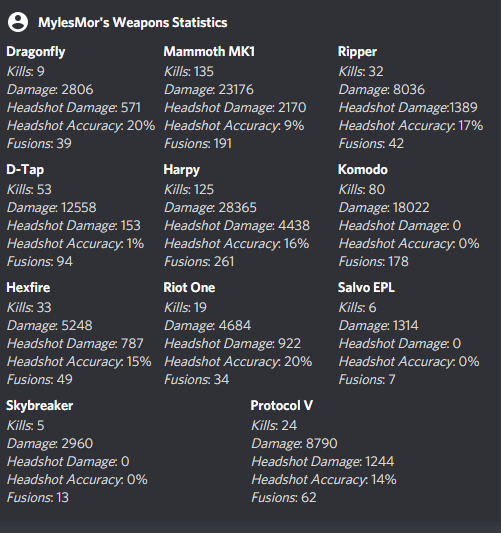 MylesMor's Weapons Statistics
Dragonfly
Kills: 9
Damage: 2806
Headshot Damage: 571
Headshot Accuracy: 20%
Fusions: 39
Mammoth MK1
Kills: 135
Damage: 23176
Headshot Damage: 2170
Headshot Accuracy: 9%
Fusions: 191
Ripper
Kills: 32
Damage: 8036
Headshot Damage:1389
Headshot Accuracy: 17%
Fusions: 42
D-Tap
Kills: 53
Damage: 12558
Headshot Damage: 153
Headshot Accuracy: 1%
Fusions: 94
Harpy
Kills: 125
Damage: 28365
Headshot Damage: 4438
Headshot Accuracy: 16%
Fusions: 261
Komodo
Kills: 80
Damage: 18022
Headshot Damage: 0
Headshot Accuracy: 0%
Fusions: 178
Hexfire
Kills: 33
Damage: 5248
Headshot Damage: 787
Headshot Accuracy: 15%
Fusions: 49
Riot One
Kills: 19
Damage: 4684
Headshot Damage: 922
Headshot Accuracy: 20%
Fusions: 34
Salvo EPL
Kills: 6
Damage: 1314
Headshot Damage: 0
Headshot Accuracy: 0%
Fusions: 7
Skybreaker
Kills: 5
Damage: 2960
Headshot Damage: 0
Headshot Accuracy: 0%
Fusions: 13
Protocol V
Kills: 24
Damage: 8790
Headshot Damage: 1244
Headshot Accuracy: 14%
Fusions: 62